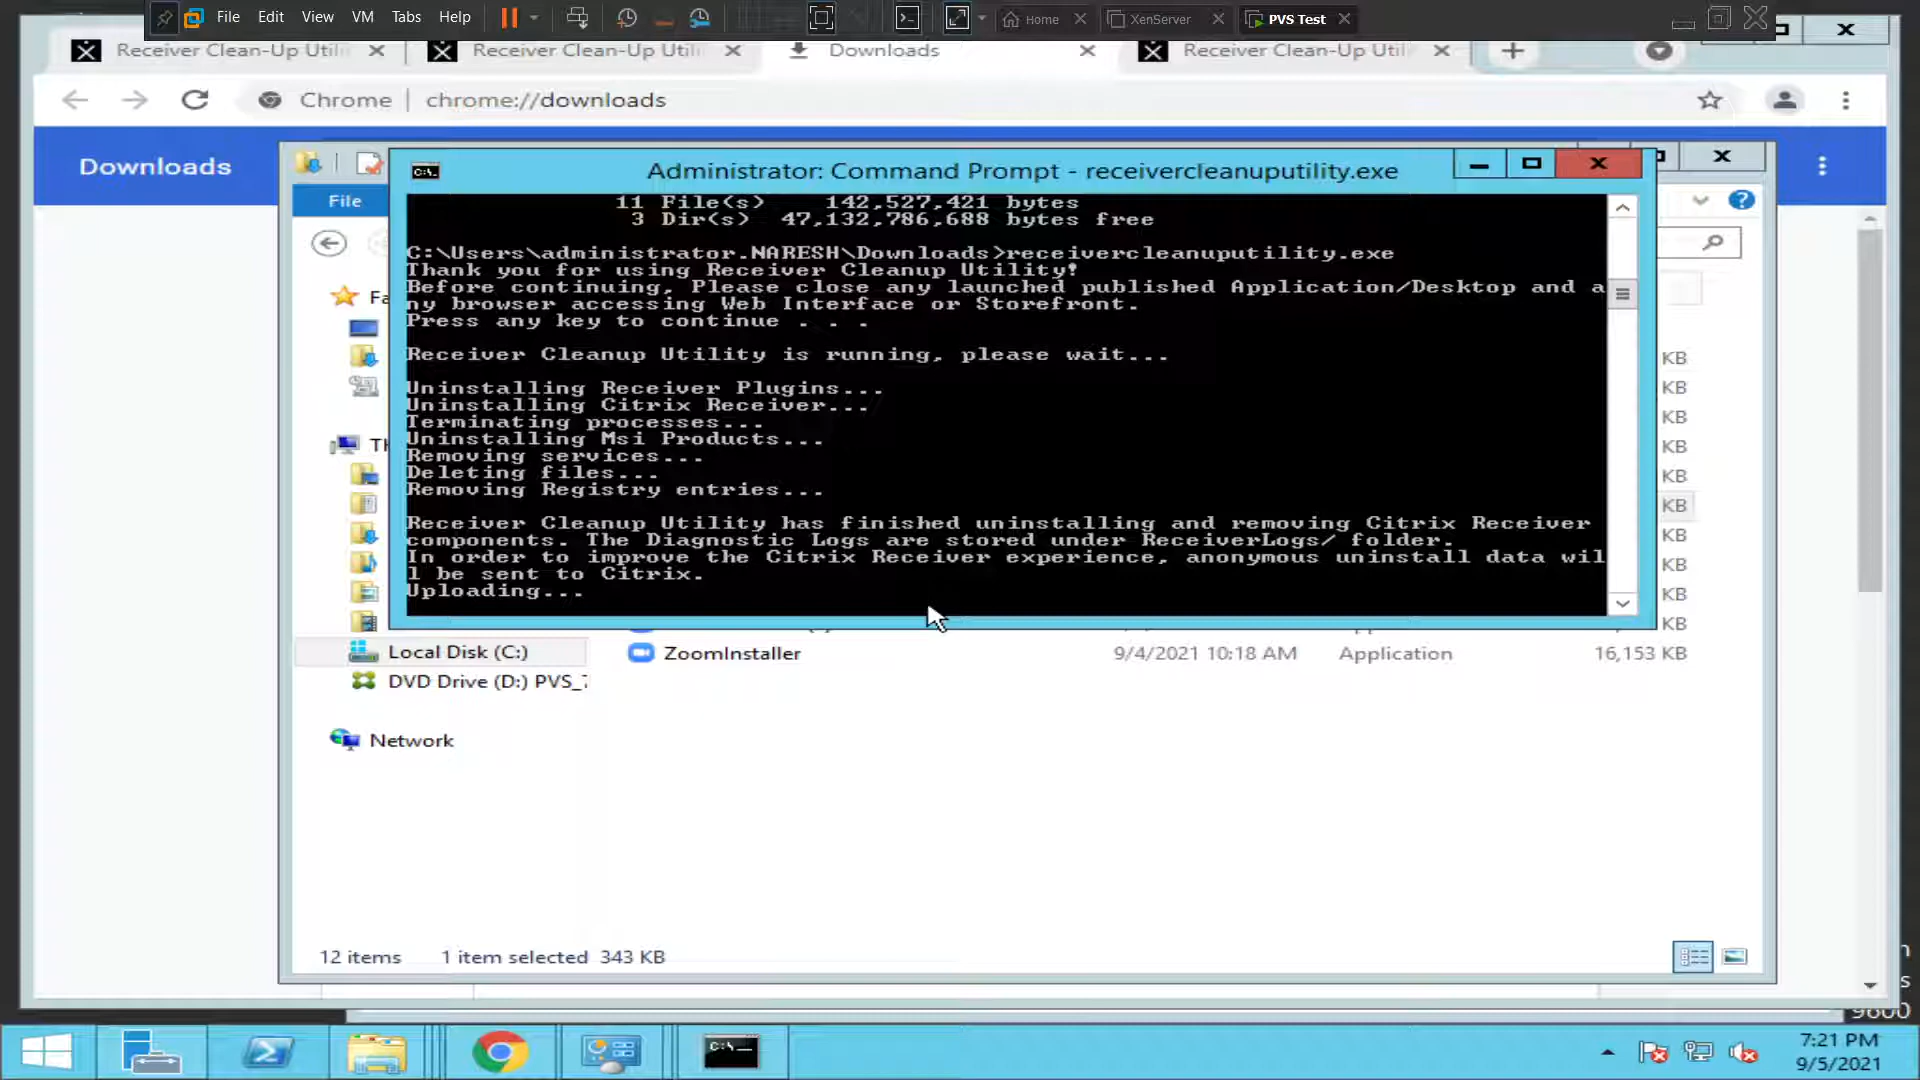 File Edit View VM Tabs Help Home XenServer PVS Test
Receiver Clean-Up Util Receiver Clean-Up Utili Downloads Receiver Clean-Up Util
Chrome chrome://downloads
Downloads
Administrator: Command Prompt - receivercleanuputility.exe
File
11 File(s) 142,527,421 bytes
3 Dir(s) 47,132,786,688 bytes free
C:\Users\administrator.NARESH\Downloads>receivercleanuputility.exe
Thank you for using Receiver Cleanup Utility!
Before continuing, Please close any launched published Application/Desktop and a
ny browser accessing Web Interface or Storefront.
Press any key to continue . . .
Receiver Cleanup Utility is running, please wait...
Uninstalling Receiver Plugins...
Uninstalling Citrix Receiver...
Terminating processes...
Uninstalling Msi Products...
Removing services...
Deleting files...
Removing Registry entries...
Receiver Cleanup Utility has finished uninstalling and removing Citrix Receiver
components. The Diagnostic Logs are stored under ReceiverLogs/ folder.
In order to improve the Citrix Receiver experience, anonymous uninstall data wil
l be sent to Citrix.
Uploading...
Fa
Th
KB
KB
KB
KB
KB
KB
KB
KB
KB
KB
Local Disk (C:) ZoomInstaller 9/4/2021 10:18 AM Application 16,153 KB
DVD Drive (D:) PVS_7
Network
12 items 1 item selected 343 KB
9600
7:21 PM
9/5/2021